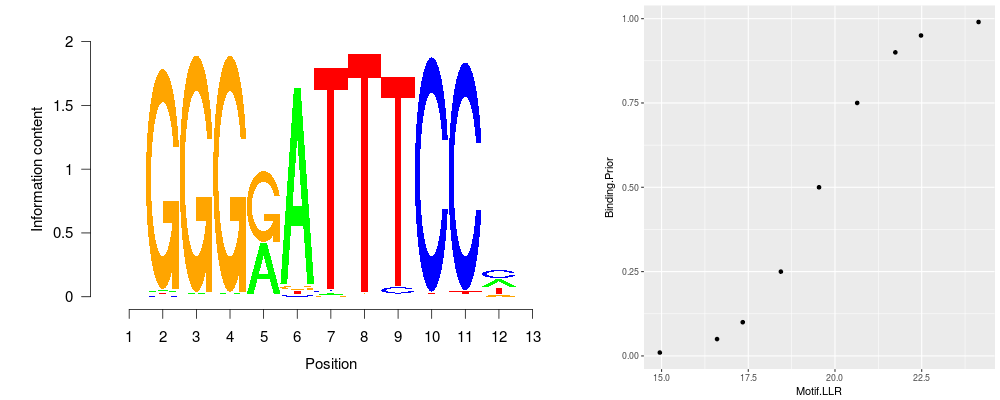 2
1.5
1
0.5
0
Information content
GGGGATTTCCC
AA
1 2 3 4 5 6 7 8 9 10 11 12 13
Position
1.00
0.75
0.50
0.25
0.00
Binding.Prior
15.0 17.5 20.0 22.5
Motif.LLR